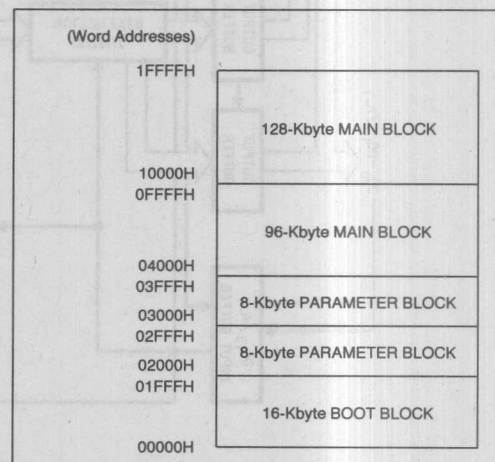 (Word Addresses)
1FFFFH
128-Kbyte MAIN BLOCK
10000H
0FFFFH
96-Kbyte MAIN BLOCK
04000H
03FFFH
8-Kbyte PARAMETER BLOCK
03000H
02FFFH
8-Kbyte PARAMETER BLOCK
02000H
01FFFH
16-Kbyte BOOT BLOCK
00000H